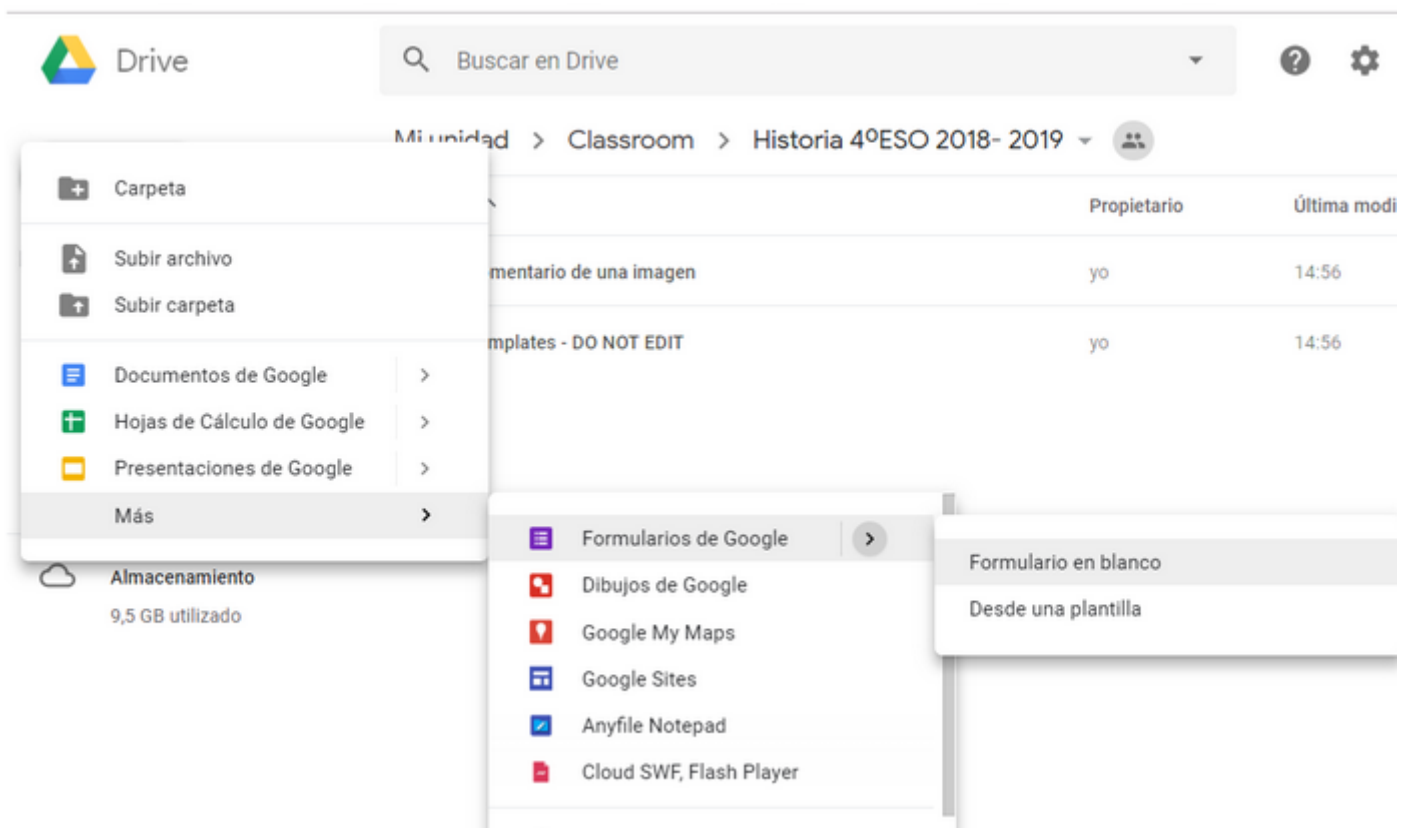 Drive
Buscar en Drive
Mi unidad > Classroom > Historia 4ºESO 2018- 2019
Carpeta
Propietario
Última modi
Subir archivo
mentario de una imagen
yo
14:56
Subir carpeta
mplates - DO NOT EDIT
yo
14:56
Documentos de Google
Hojas de Cálculo de Google
Presentaciones de Google
Más
Formularios de Google
Formulario en blanco
Almacenamiento
Dibujos de Google
Desde una plantilla
9,5 GB utilizado
Google My Maps
Google Sites
Anyfile Notepad
Cloud SWF, Flash Player